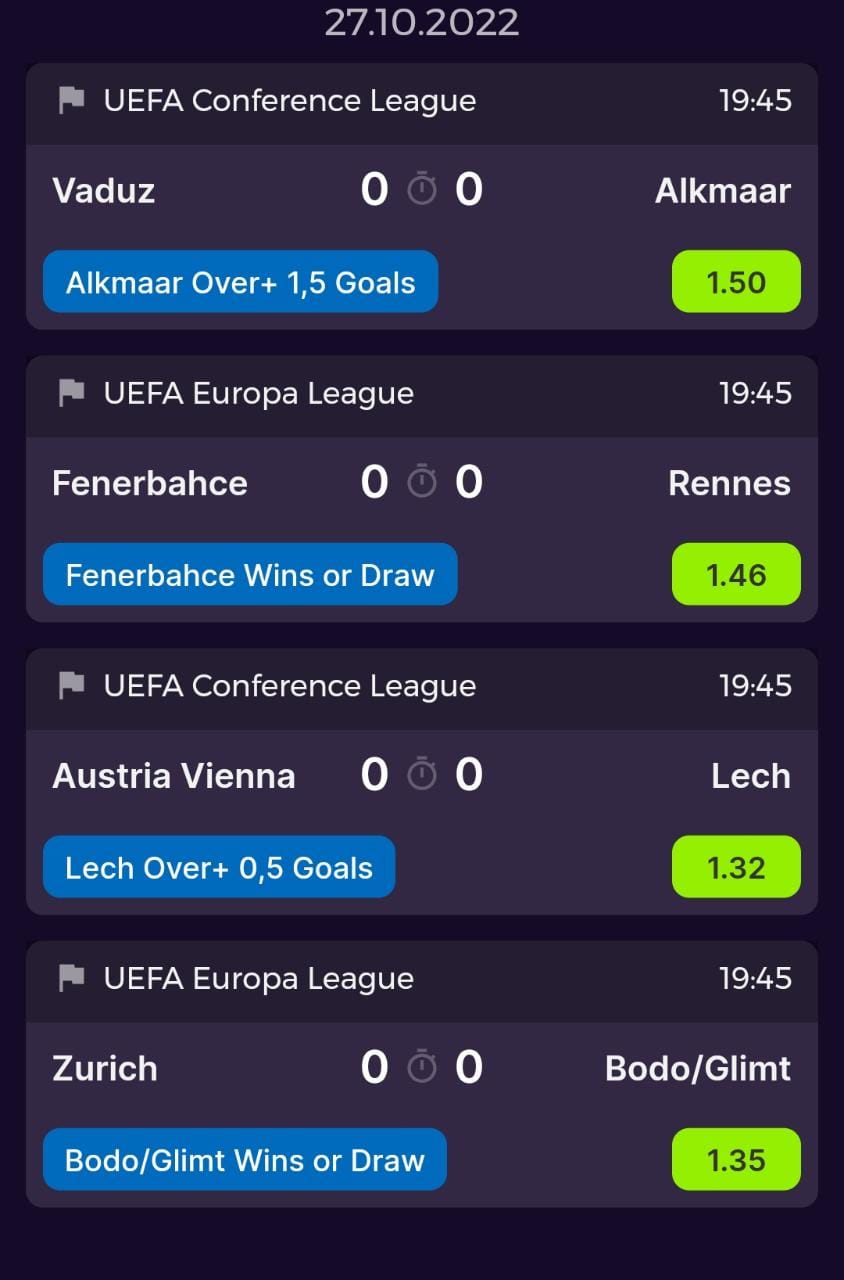 27.10.2022
UEFA Conference League 19:45
Vaduz 0 0 Alkmaar
Alkmaar Over+ 1,5 Goals 1.50
UEFA Europa League 19:45
Fenerbahce 0 0 Rennes
Fenerbahce Wins or Draw 1.46
UEFA Conference League 19:45
Austria Vienna 0 0 Lech
Lech Over+ 0,5 Goals 1.32
UEFA Europa League 19:45
Zurich 0 0 Bodo/Glimt
Bodo/Glimt Wins or Draw 1.35